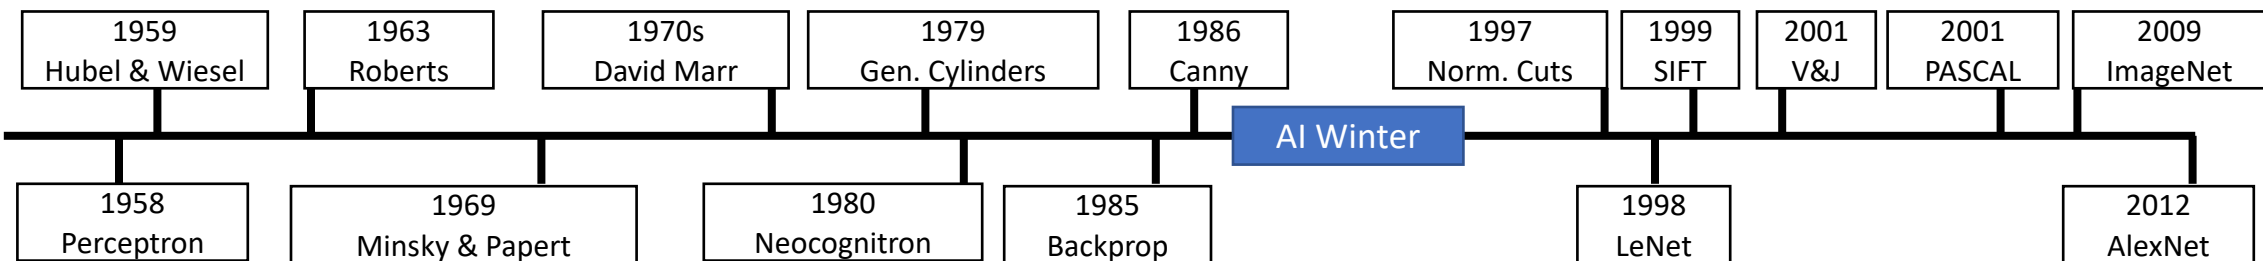 1959
Hubel & Wiesel
1963
Roberts
1970s
David Marr
1979
Gen. Cylinders
1986
Canny
1997
Norm. Cuts
1999
SIFT
2001
V&J
2001
PASCAL
2009
ImageNet
AI Winter
1958
Perceptron
1969
Minsky & Papert
1980
Neocognitron
1985
Backprop
1998
LeNet
2012
AlexNet